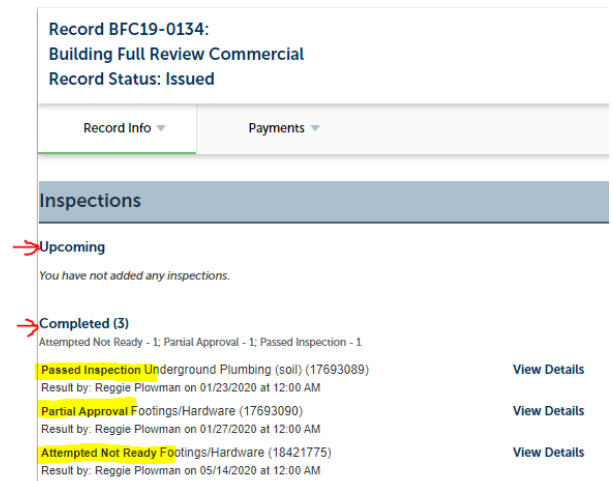 Record BFC19-0134:
Building Full Review Commercial
Record Status: Issued
Record Info Payments
Inspections
Upcoming
You have not added any inspections.
Completed (3)
Attempted Not Ready - 1; Partial Approval - 1; Passed Inspection - 1
Passed Inspection Underground Plumbing (soil) (17693089) View Details
Result by: Reggie Plowman on 01/23/2020 at 12:00 AM
Partial Approval Footings/Hardware (17693090) View Details
Result by: Reggie Plowman on 01/27/2020 at 12:00 AM
Attempted Not Ready Footings/Hardware (18421775) View Details
Result by: Reggie Plowman on 05/14/2020 at 12:00 AM